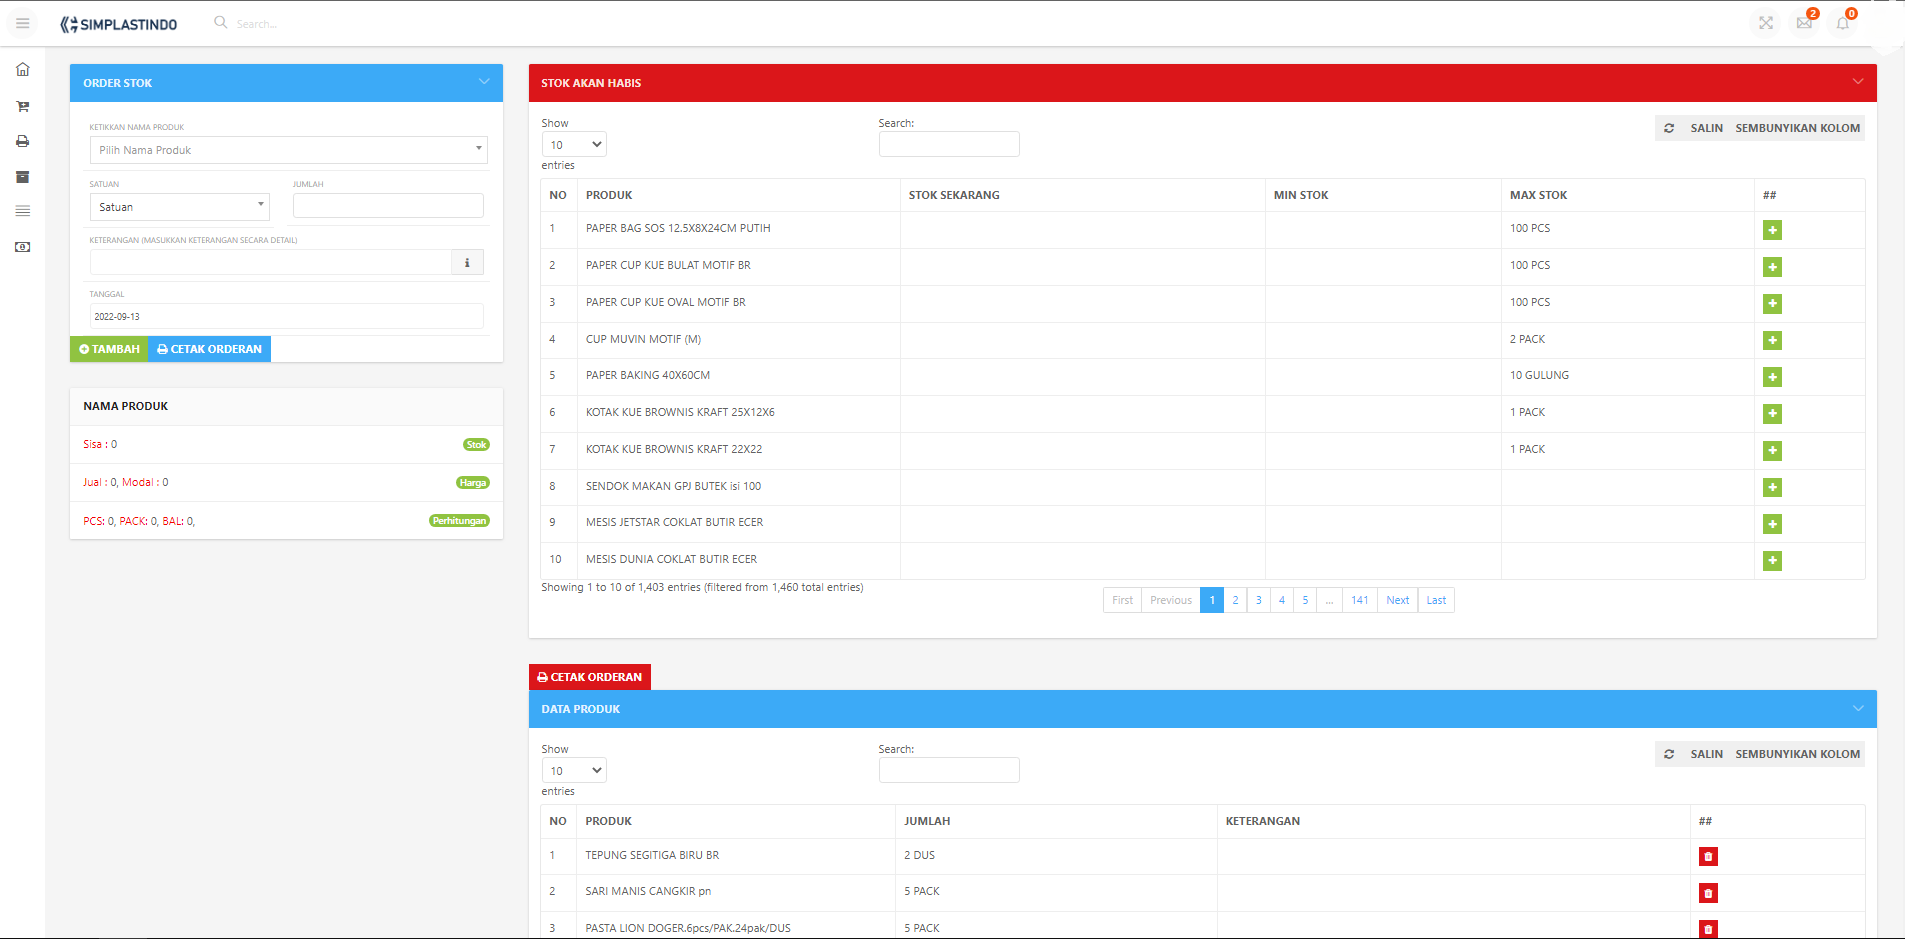 SIMPLASTINDO
Search...
2
0
ORDER STOK
KETIKKAN NAMA PRODUK
Pilih Nama Produk
SATUAN
JUMLAH
Satuan
KETERANGAN (MASUKKAN KETERANGAN SECARA DETAIL)
i
TANGGAL
2022-09-13
TAMBAH
CETAK ORDERAN
NAMA PRODUK
Sisa : 0 Stok
Jual : 0, Modal : 0 Harga
PCS: 0, PACK: 0, BAL: 0, Perhitungan
STOK AKAN HABIS
Show
10
entries
Search:
SALIN SEMBUNYIKAN KOLOM
NO PRODUK STOK SEKARANG MIN STOK MAX STOK ##
1 PAPER BAG SOS 12.5X8X24CM PUTIH 100 PCS
2 PAPER CUP KUE BULAT MOTIF BR 100 PCS
3 PAPER CUP KUE OVAL MOTIF BR 100 PCS
4 CUP MUVIN MOTIF (M) 2 PACK
5 PAPER BAKING 40X60CM 10 GULUNG
6 KOTAK KUE BROWNIS KRAFT 25X12X6 1 PACK
7 KOTAK KUE BROWNIS KRAFT 22X22 1 PACK
8 SENDOK MAKAN GPJ BUTEK isi 100
9 MESIS JETSTAR COKLAT BUTIR ECER
10 MESIS DUNIA COKLAT BUTIR ECER
Showing 1 to 10 of 1,403 entries (filtered from 1,460 total entries)
First Previous 1 2 3 4 5 ... 141 Next Last
CETAK ORDERAN
DATA PRODUK
Show
10
entries
Search:
SALIN SEMBUNYIKAN KOLOM
NO PRODUK JUMLAH KETERANGAN ##
1 TEPUNG SEGITIGA BIRU BR 2 DUS
2 SARI MANIS CANGKIR pn 5 PACK
3 PASTA LION DOGER.6pcs/PAK.24pak/DUS 5 PACK